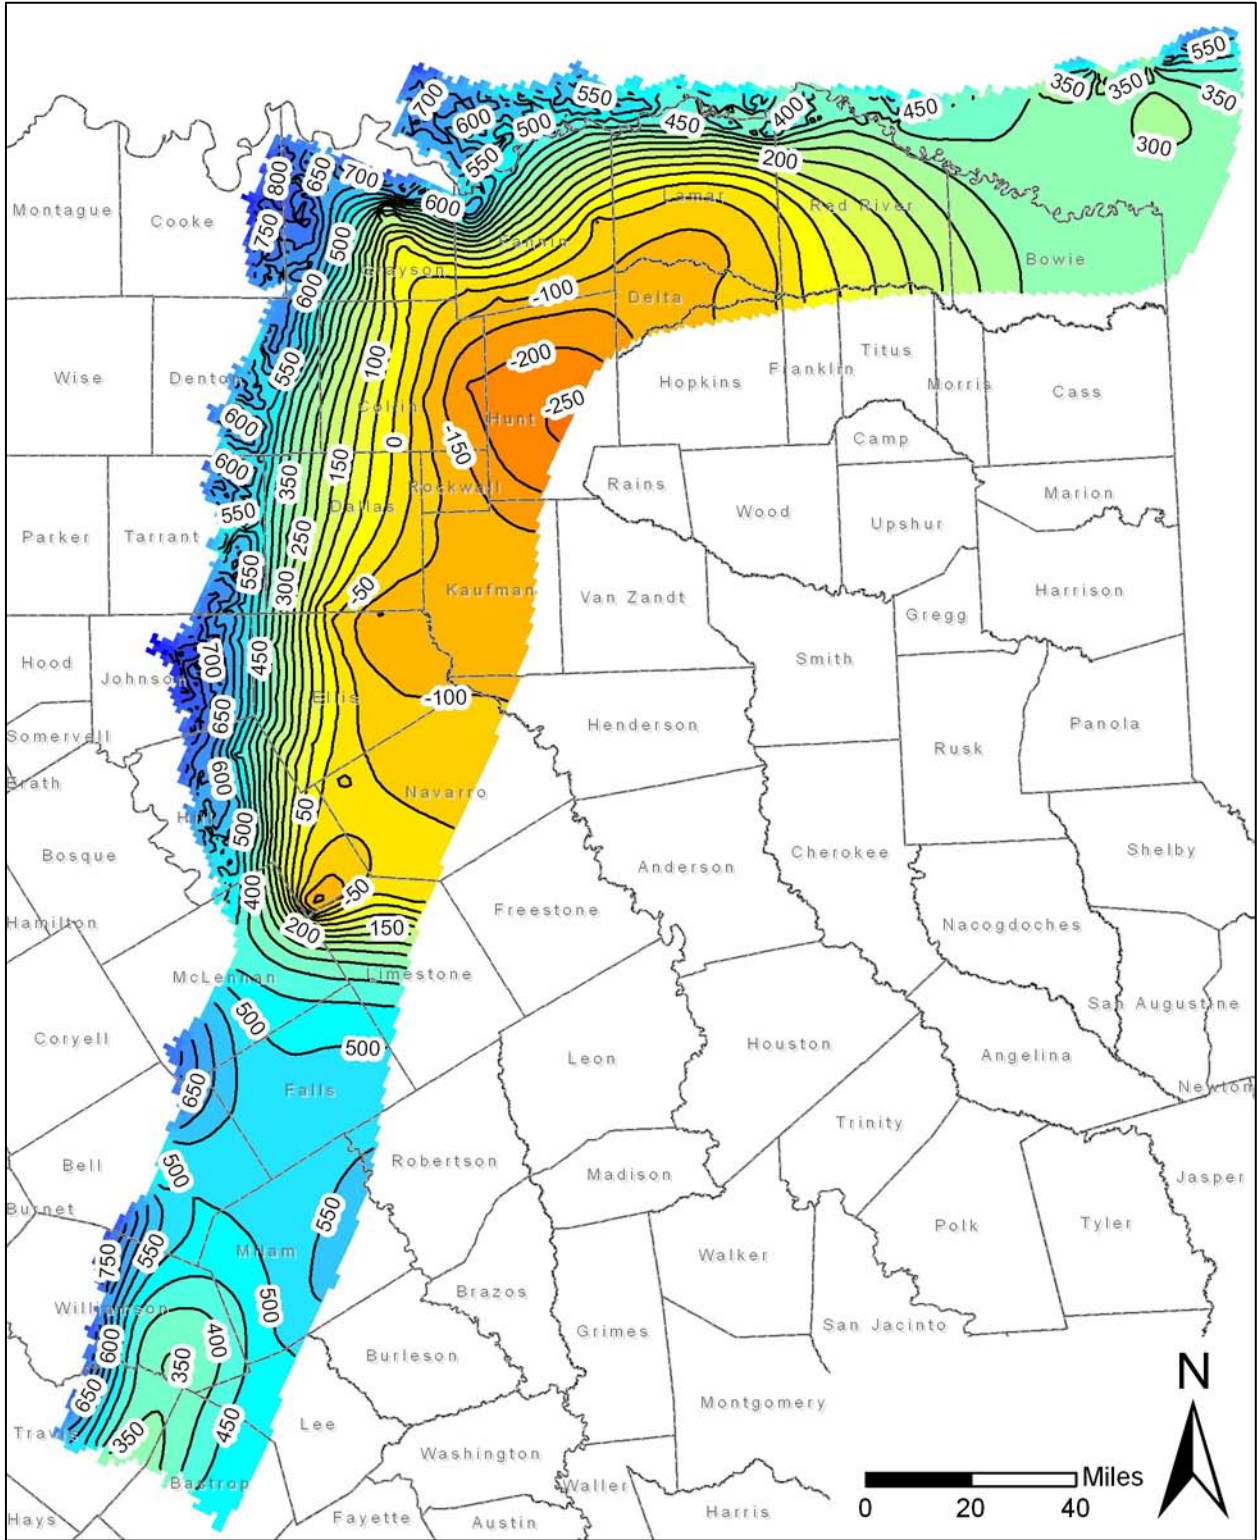 550
700
550
350
350
350
600
500
450
400
450
300
550
800
650
700
200
600
Montague
Cooke
750
500
Lamar
Red River
Fannin
Grayson
Bowie
600
-100
Delta
550
100
-200
Titus
Wise
Denton
Hopkins
Franklin
Morris
Cass
600
Collin
-250
Hunt
0
-150
Camp
600
350
150
Rockwall
Rains
Marion
550
Dallas
Wood
Upshur
Parker
Tarrant
250
550
300
-50
Kaufman
Van Zandt
Gregg
Harrison
Hood
700
450
Smith
Johnson
650
Ellis
-100
Henderson
Panola
Somervell
Rusk
Erath
600
50
Navarro
Hill
500
Bosque
Anderson
Cherokee
Shelby
400
-50
Hamilton
200
150
Freestone
Nacogdoches
McLennan
Limestone
San Augustine
500
500
Coryell
Leon
Houston
Angelina
650
Falls
Newton
Trinity
Bell
500
Robertson
Madison
Jasper
Burnet
550
Polk
Tyler
750
550
Milam
Walker
Brazos
Williamson
500
600
400
350
Grimes
San Jacinto
Burleson
650
N
Montgomery
Travis
350
450
Lee
Washington
Bastrop
Waller
Miles
0 20 40
Hays
Fayette
Austin
Harris